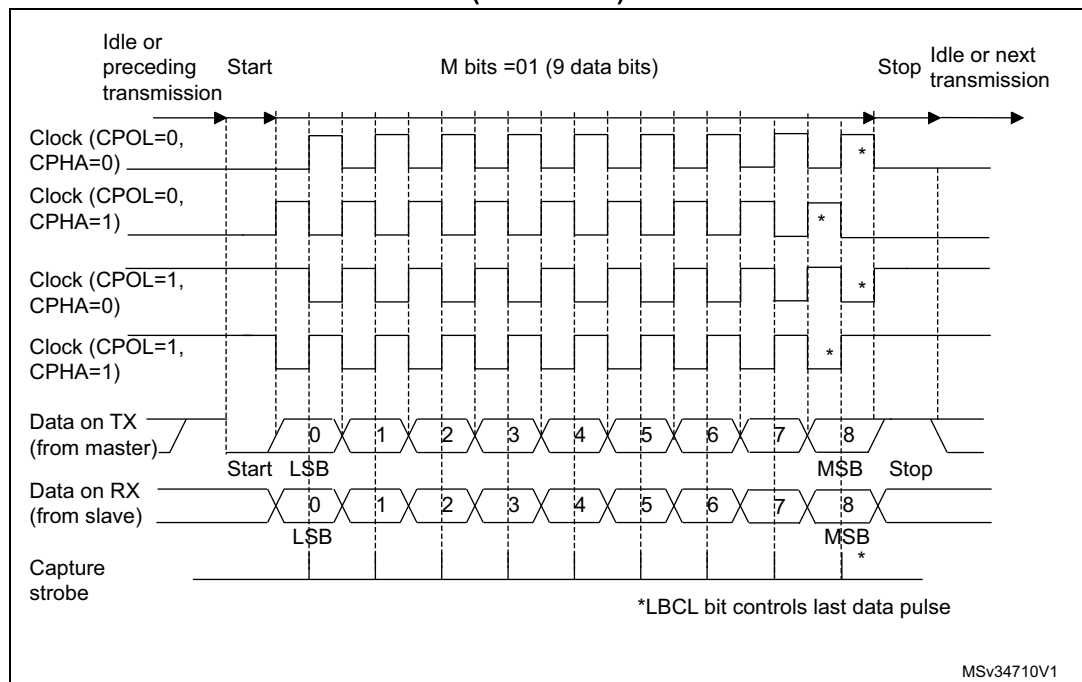 Idle or preceding transmission
Start
M bits =01 (9 data bits)
Stop
Idle or next transmission
Clock (CPOL=0, CPHA=0)
*
Clock (CPOL=0, CPHA=1)
*
Clock (CPOL=1, CPHA=0)
*
Clock (CPOL=1, CPHA=1)
*
Data on TX (from master)
0 1 2 3 4 5 6 7 8
Start LSB MSB Stop
Data on RX (from slave)
0 1 2 3 4 5 6 7 8
LSB MSB
Capture strobe
*
*LBCL bit controls last data pulse
MSv34710V1